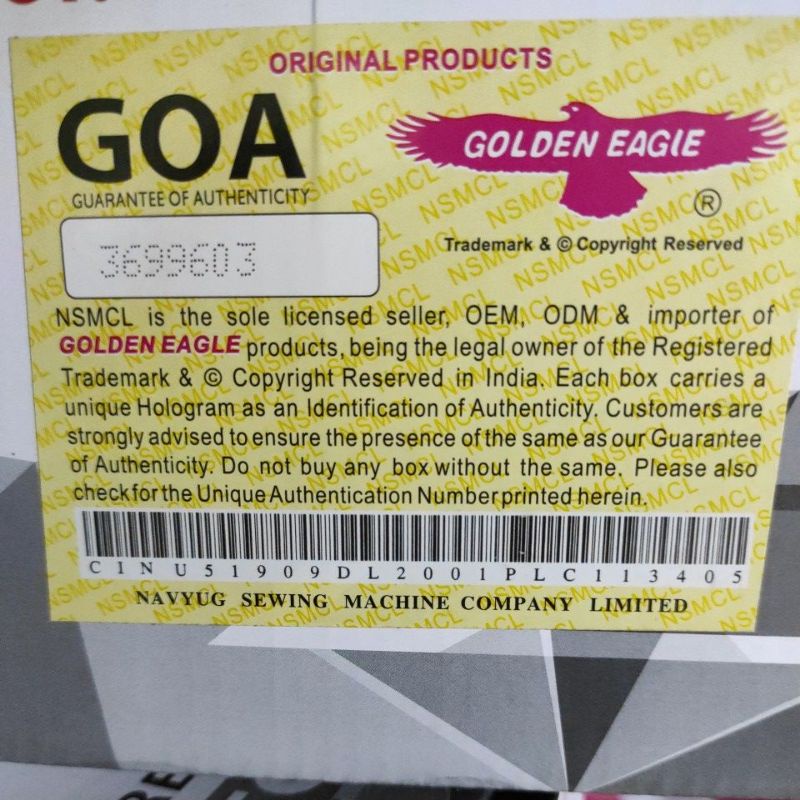 ORIGINAL PRODUCTS
GOA
GUARANTEE OF AUTHENTICITY
3699603
GOLDEN EAGlE
®
Trademark & © Copyright Reserved
NSMCL is the sole licensed seller, OEM, ODM & importer of
GOLDEN EAGLE products, being the legal owner of the Registered
Trademark & © Copyright Reserved in India. Each box carries a
unique Hologram as an Identification of Authenticity. Customers are
strongly advised to ensure the presence of the same as our Guarantee
of Authenticity. Do not buy any box without the same. Please also
check for the Unique Authentication Number printed herein.
CINU51909DL2001PLC113405
NAVYUG SEWING MACHINE COMPANY LIMITED